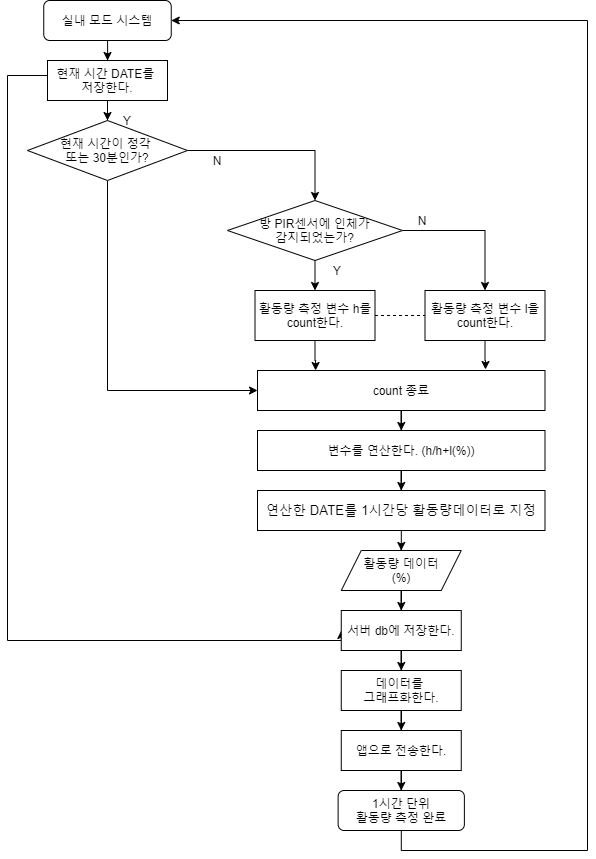 실내 모드 시스템
현재 시간 DATE를
저장한다.
Y
현재 시간이 정각
또는 30분인가?
N
방 PIR센서에 인체가
감지되었는가?
N
Y
활동량 측정 변수 h를
count한다.
활동량 측정 변수 l을
count한다.
count 종료
변수를 연산한다. (h/h+l(%))
연산한 DATE를 1시간당 활동량데이터로 지정
활동량 데이터
(%)
서버 db에 저장한다.
데이터를
그래프화한다.
앱으로 전송한다.
1시간 단위
활동량 측정 완료